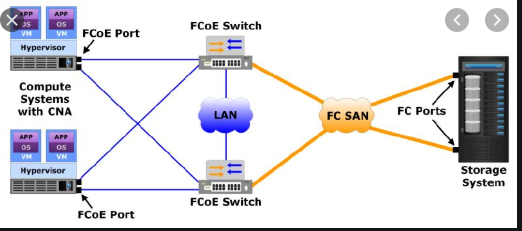 APP APP
OS OS
VM VM
Hypervisor
FCoE Port
Compute
Systems
with CNA
APP APP
OS OS
VM VM
Hypervisor
FCoE Port
FCoE Switch
LAN
FCoE Switch
FC SAN
FC Ports
Storage
System